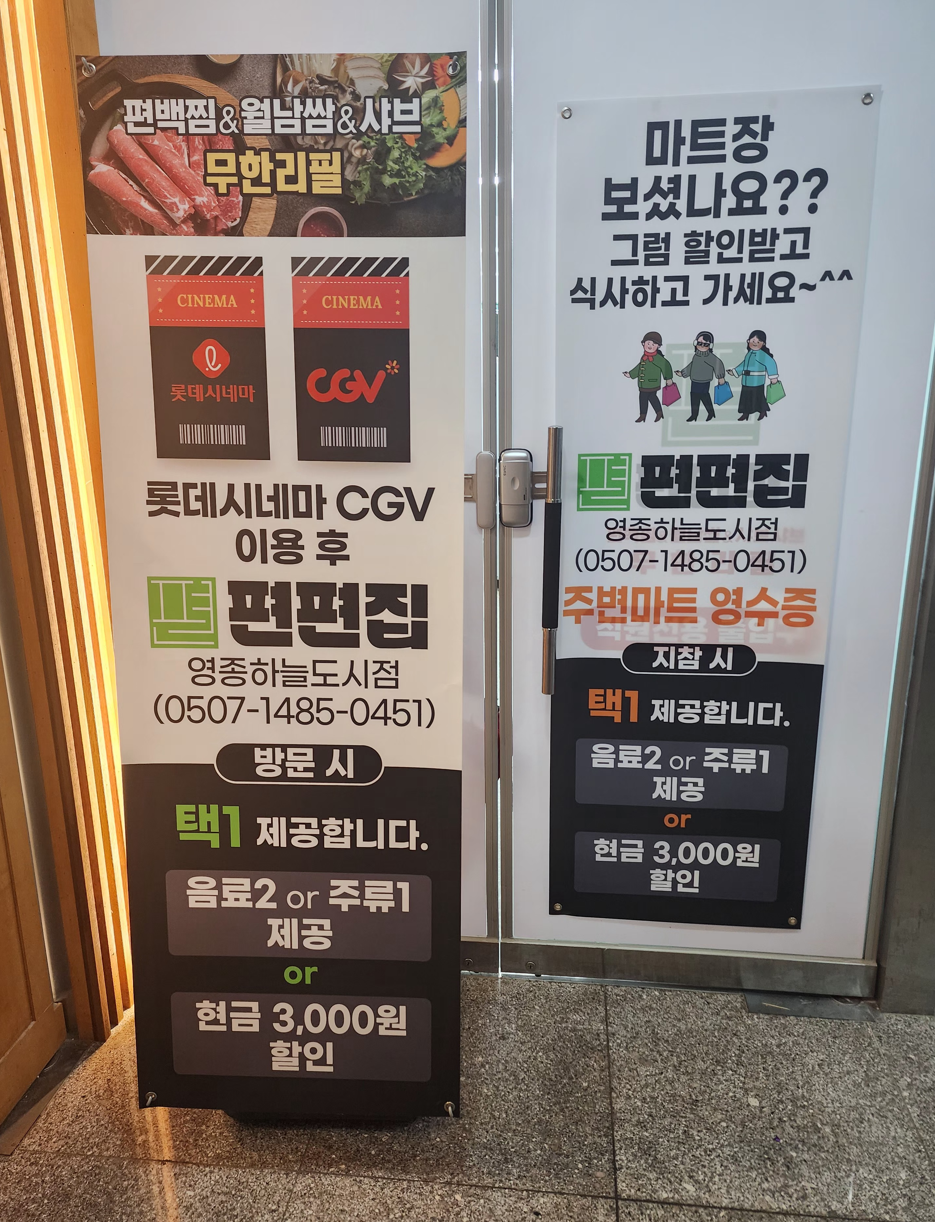 편백찜&월남쌈&샤브
무한리필
CINEMA
롯데시네마
CINEMA
CGV
롯데시네마 CGV
이용 후
편편집
영종하늘도시점
(0507-1485-0451)
방문 시
택1 제공합니다.
음료2 or 주류1
제공
or
현금 3,000원
할인
마트장
보셨나요??
그럼 할인받고
식사하고 가세요~^^
편편집
영종하늘도시점
(0507-1485-0451)
주변마트 영수증
지참 시
택1 제공합니다.
음료2 or 주류1
제공
or
현금 3,000원
할인